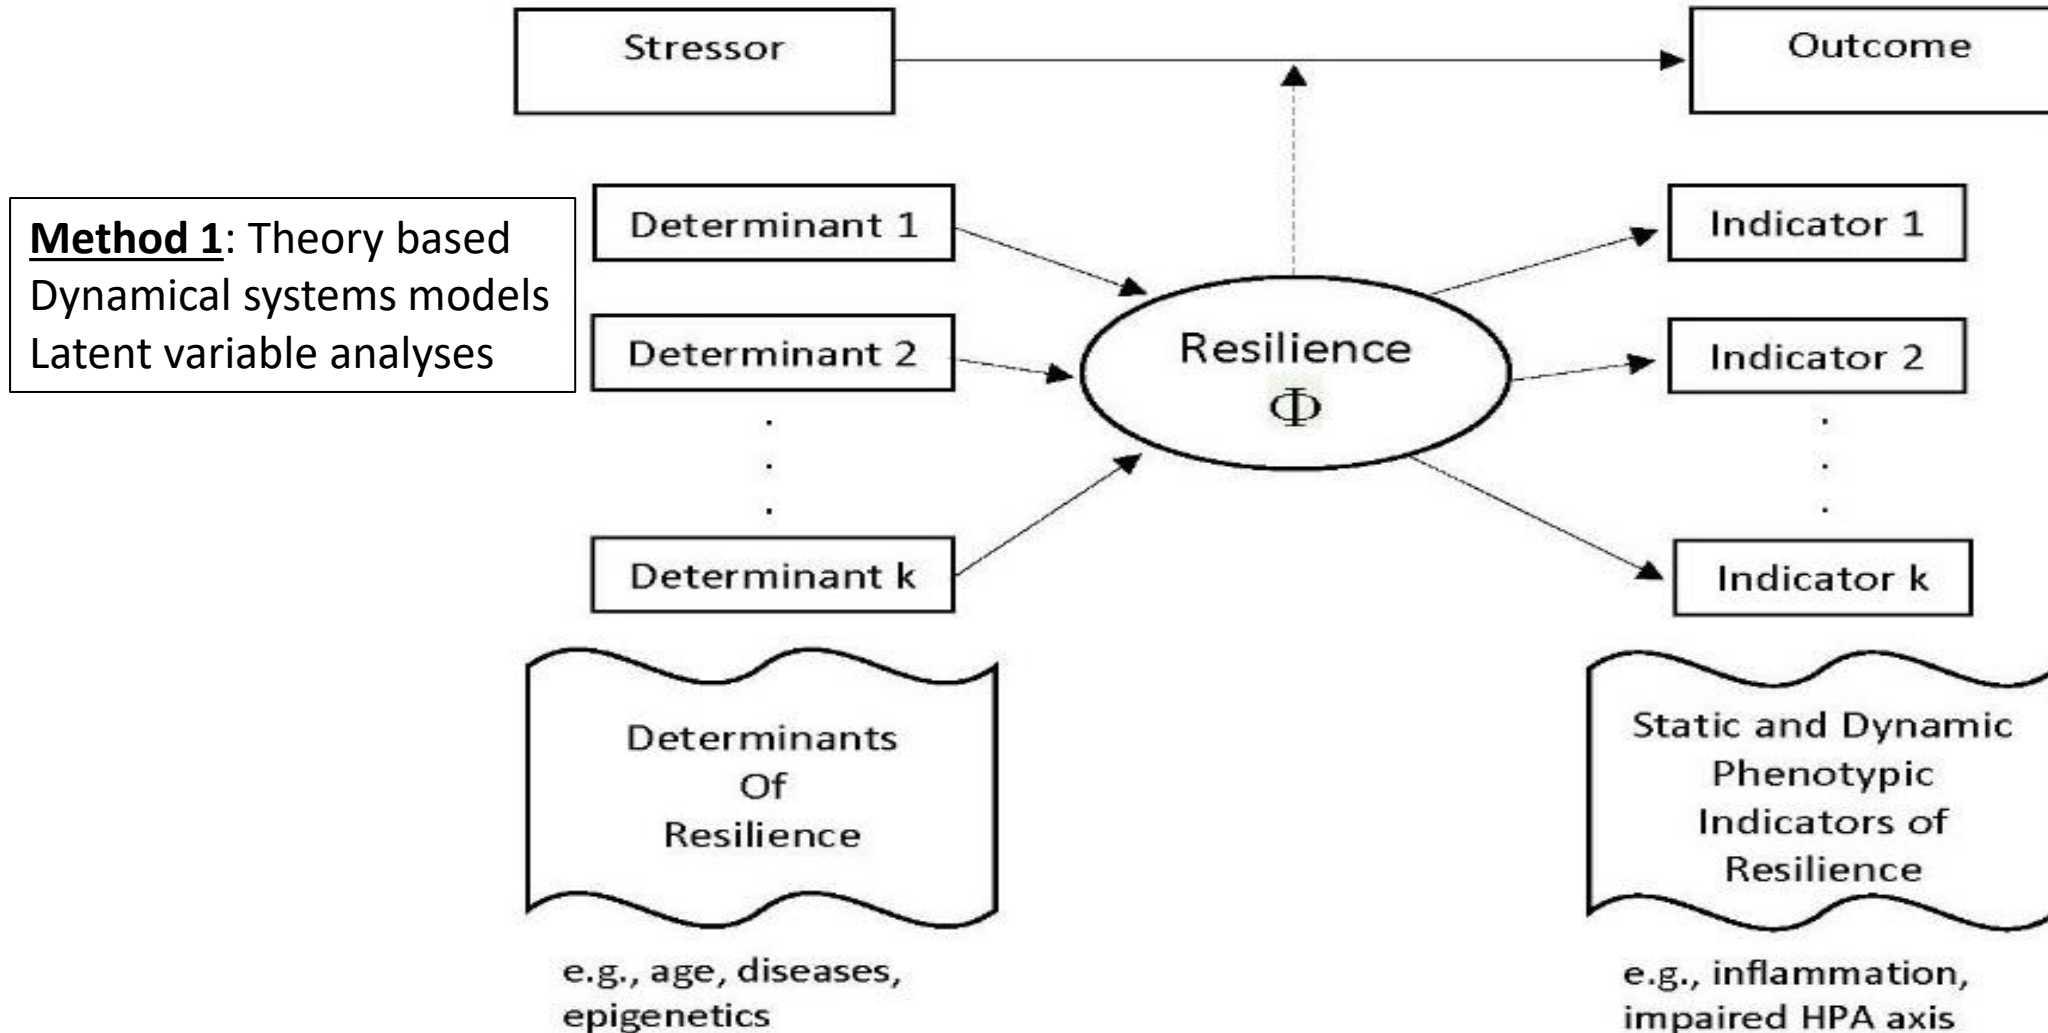 Stressor
Outcome
Method 1: Theory based
Dynamical systems models
Latent variable analyses
Determinant 1
Determinant 2
.
.
.
Determinant k
Resilience
Φ
Indicator 1
Indicator 2
.
.
.
Indicator k
Determinants
Of
Resilience
e.g., age, diseases,
epigenetics
Static and Dynamic
Phenotypic
Indicators of
Resilience
e.g., inflammation,
impaired HPA axis